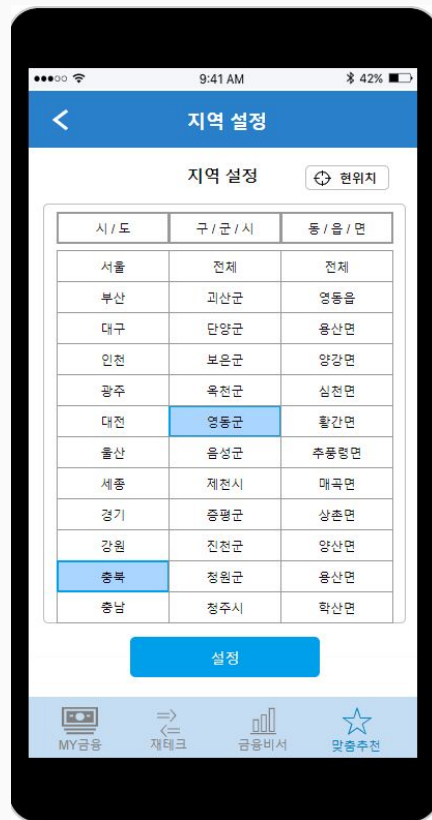 9:41 AM 42%
지역 설정
지역 설정 현위치
시 / 도 구 / 군 / 시 동 / 읍 / 면
서울 전체 전체
부산 괴산군 영동읍
대구 단양군 용산면
인천 보은군 양강면
광주 옥천군 심천면
대전 영동군 황간면
울산 음성군 추풍령면
세종 제천시 매곡면
경기 증평군 상촌면
강원 진천군 양산면
충북 청원군 용산면
충남 청주시 학산면
설정
MY금융 재테크 금융비서 맞춤추천